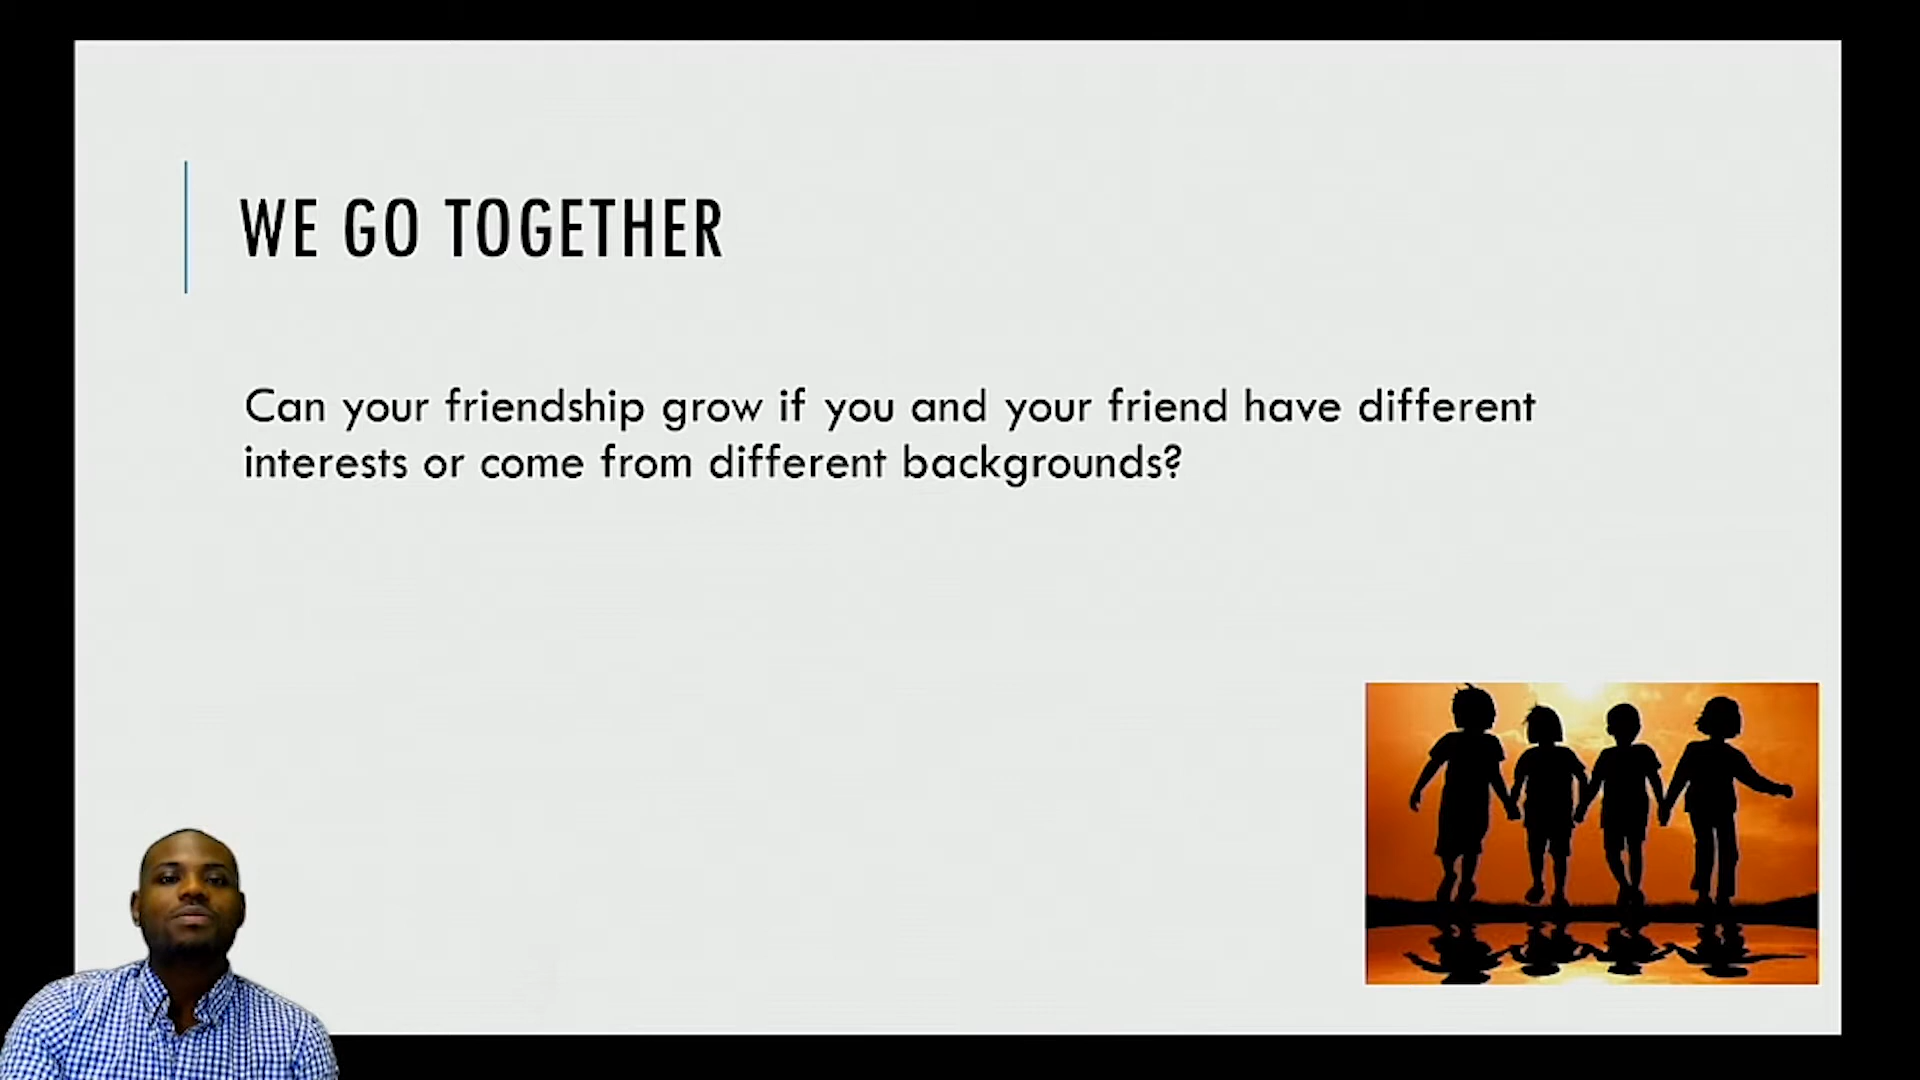 WE GO TOGETHER
Can your friendship grow if you and your friend have different
interests or come from different backgrounds?